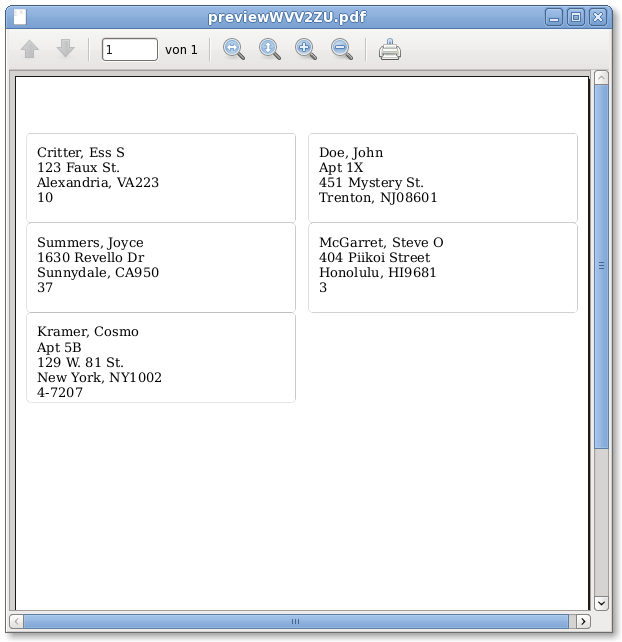 previewWVV2ZU.pdf
1 von 1
Critter, Ess S
123 Faux St.
Alexandria, VA223
10
Doe, John
Apt 1X
451 Mystery St.
Trenton, NJ08601
Summers, Joyce
1630 Revello Dr
Sunnydale, CA950
37
McGarret, Steve O
404 Piikoi Street
Honolulu, HI9681
3
Kramer, Cosmo
Apt 5B
129 W. 81 St.
New York, NY1002
4-7207